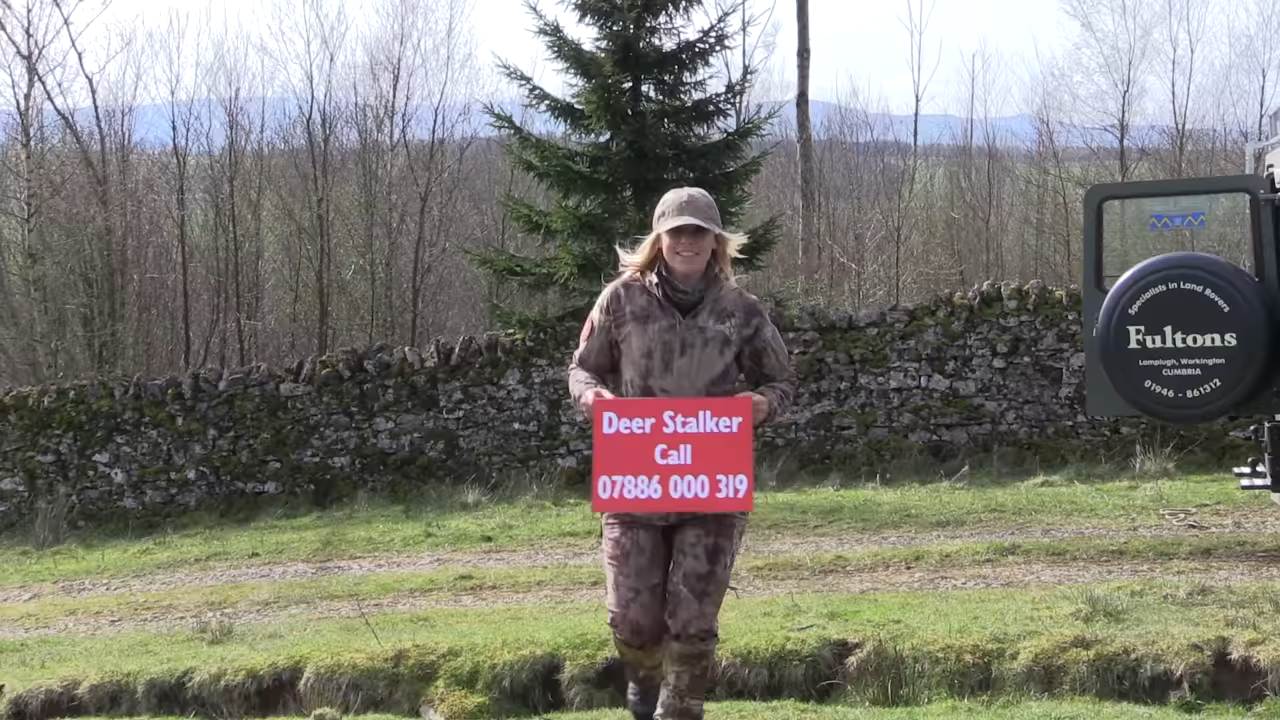 Deer Stalker
Call
07886 000 319
Specialists in Land Rovers
Fultons
Lamplugh, Workington
CUMBRIA
01946 - 861312